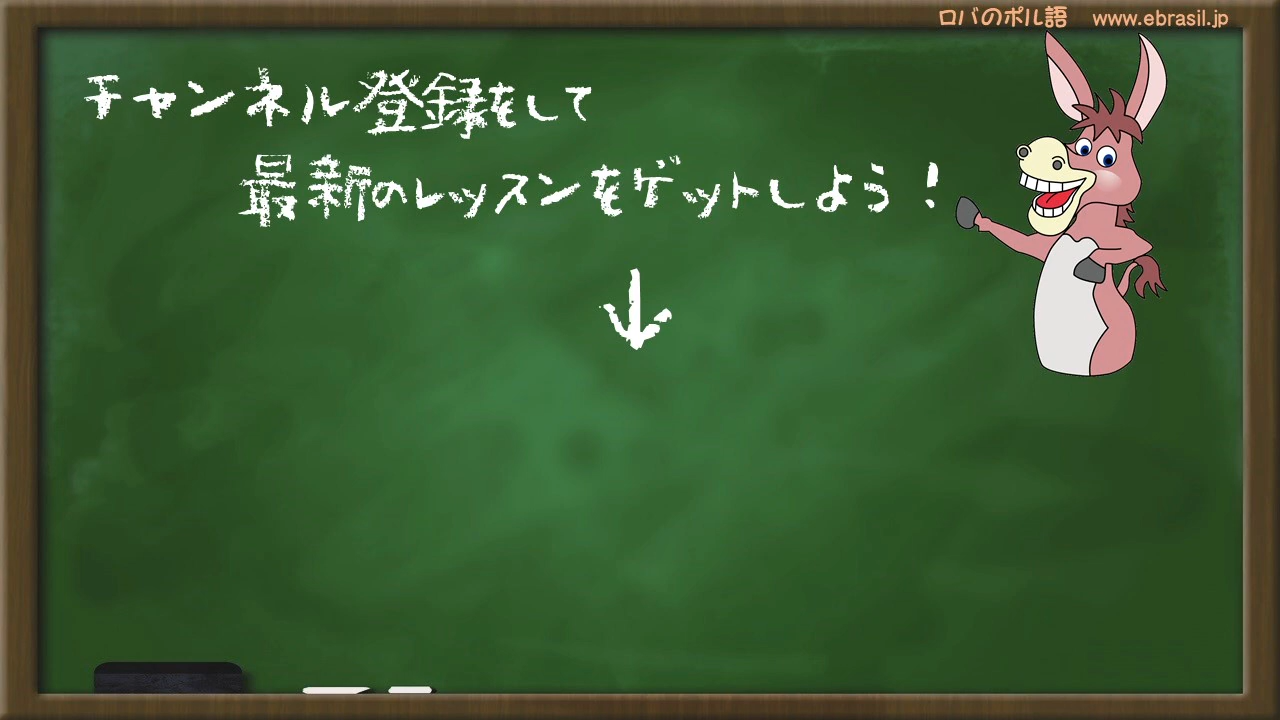 ロバのポル語 www.ebrasil.jp
チャンネル登録をして
最新のレッスンをゲットしよう！
↓